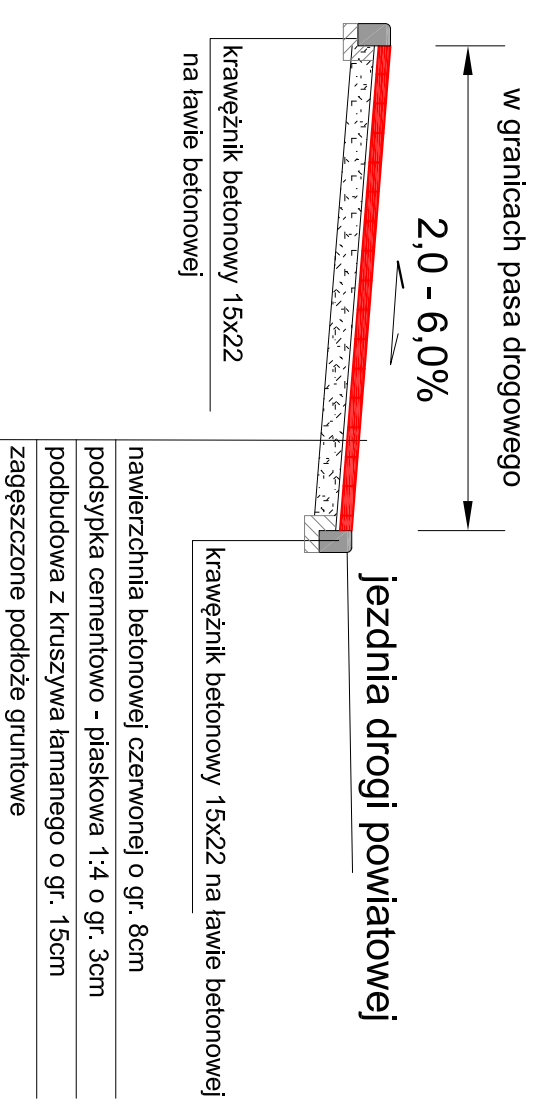 w granicach pasa drogowego
2,0 - 6,0%
jezdnia drogi powiatowej
krawężnik betonowy 15x22
na ławie betonowej
krawężnik betonowy 15x22 na ławie betonowej
nawierzchnia betonowej czerwonej o gr. 8cm
podsypka cementowo - piaskowa 1:4 o gr. 3cm
podbudowa z kruszywa łamanego o gr. 15cm
zagęszczone podłoże gruntowe